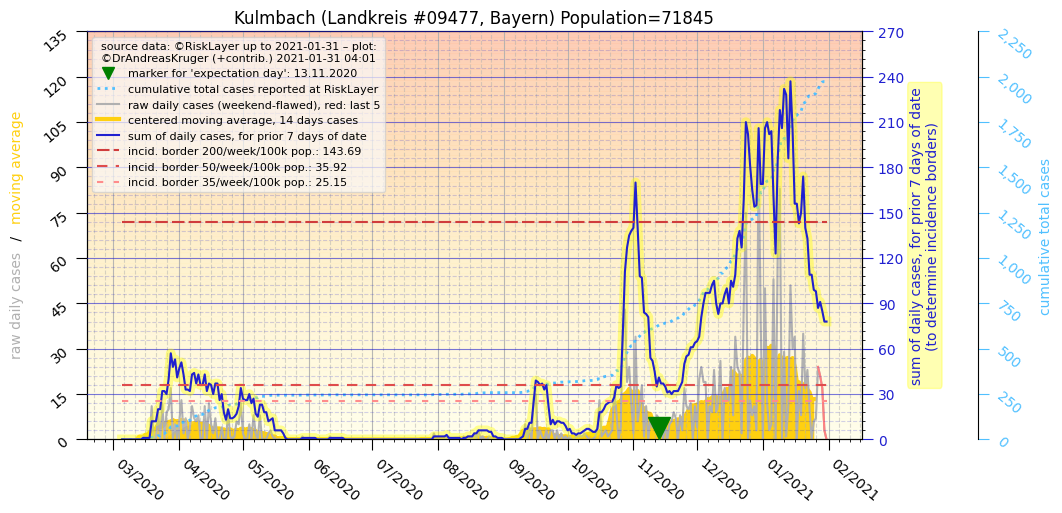 Kulmbach (Landkreis #09477, Bayern) Population=71845
source data: ©RiskLayer up to 2021-01-31 – plot:
©DrAndreasKruger (+contrib.) 2021-01-31 04:01
marker for 'expectation day': 13.11.2020
cumulative total cases reported at RiskLayer
raw daily cases (weekend-flawed), red: last 5
centered moving average, 14 days cases
sum of daily cases, for prior 7 days of date
incid. border 200/week/100k pop.: 143.69
incid. border 50/week/100k pop.: 35.92
incid. border 35/week/100k pop.: 25.15
raw daily cases / moving average
135
120
105
90
75
60
45
30
15
0
03/2020
04/2020
05/2020
06/2020
07/2020
08/2020
09/2020
10/2020
11/2020
12/2020
01/2021
02/2021
270
240
210
180
150
120
90
60
30
0
sum of daily cases, for prior 7 days of date
(to determine incidence borders)
2,250
2,000
1,750
1,500
1,250
1,000
750
500
250
0
cumulative total cases